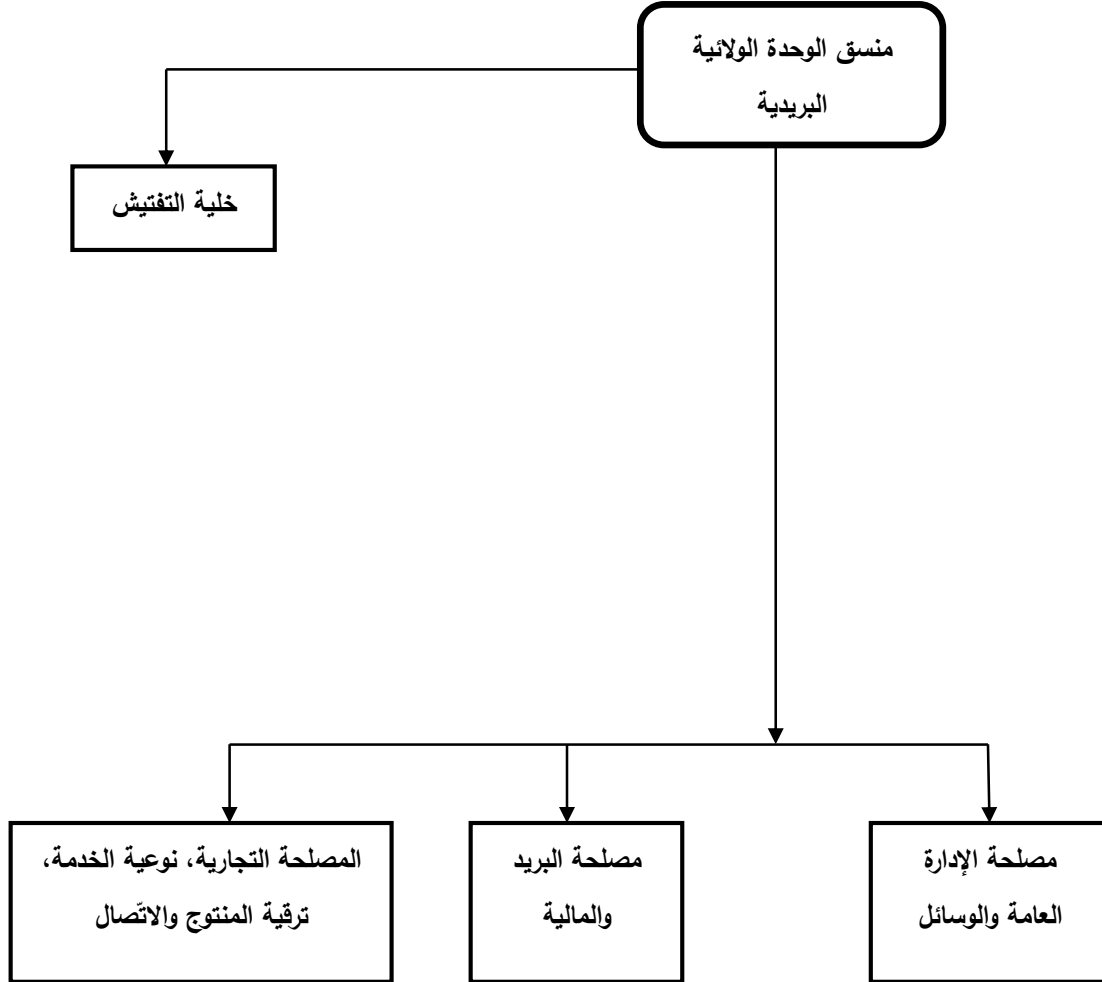 منسق الوحدة الولائية
البريدية
خلية التفتيش
مصلحة الإدارة
العامة والوسائل
مصلحة البريد
والمالية
المصلحة التجارية، نوعية الخدمة،
ترقية المنتوج والاتّصال